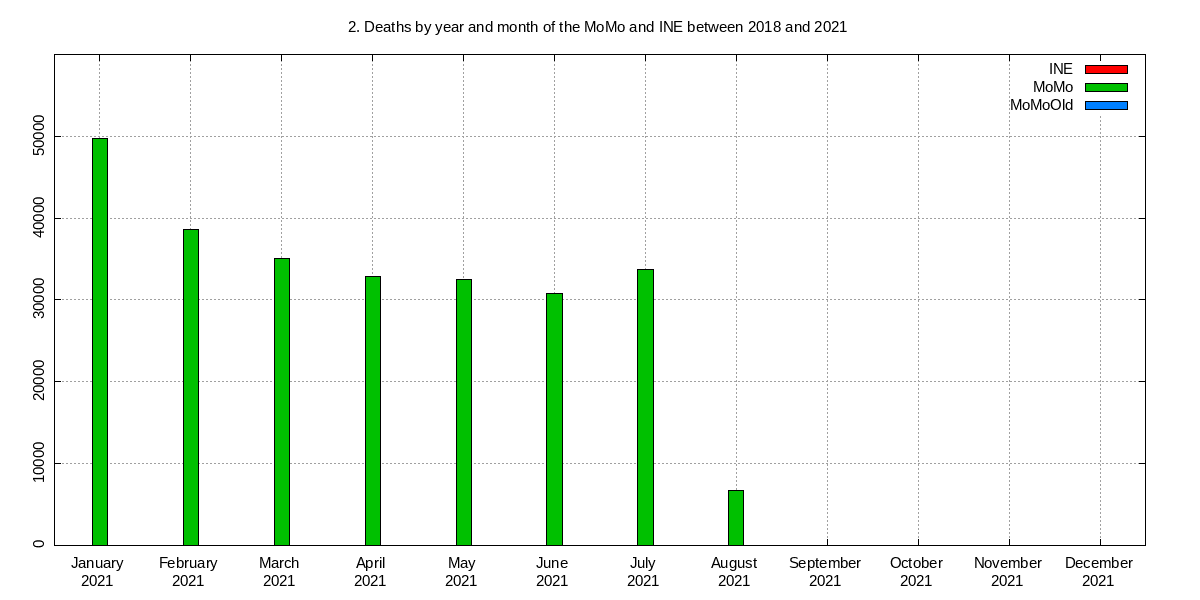 2. Deaths by year and month of the MoMo and INE between 2018 and 2021
INE
MoMo
MoMoOld
50000
40000
30000
20000
10000
0
January February March April May June July August September October November December
2021 2021 2021 2021 2021 2021 2021 2021 2021 2021 2021 2021